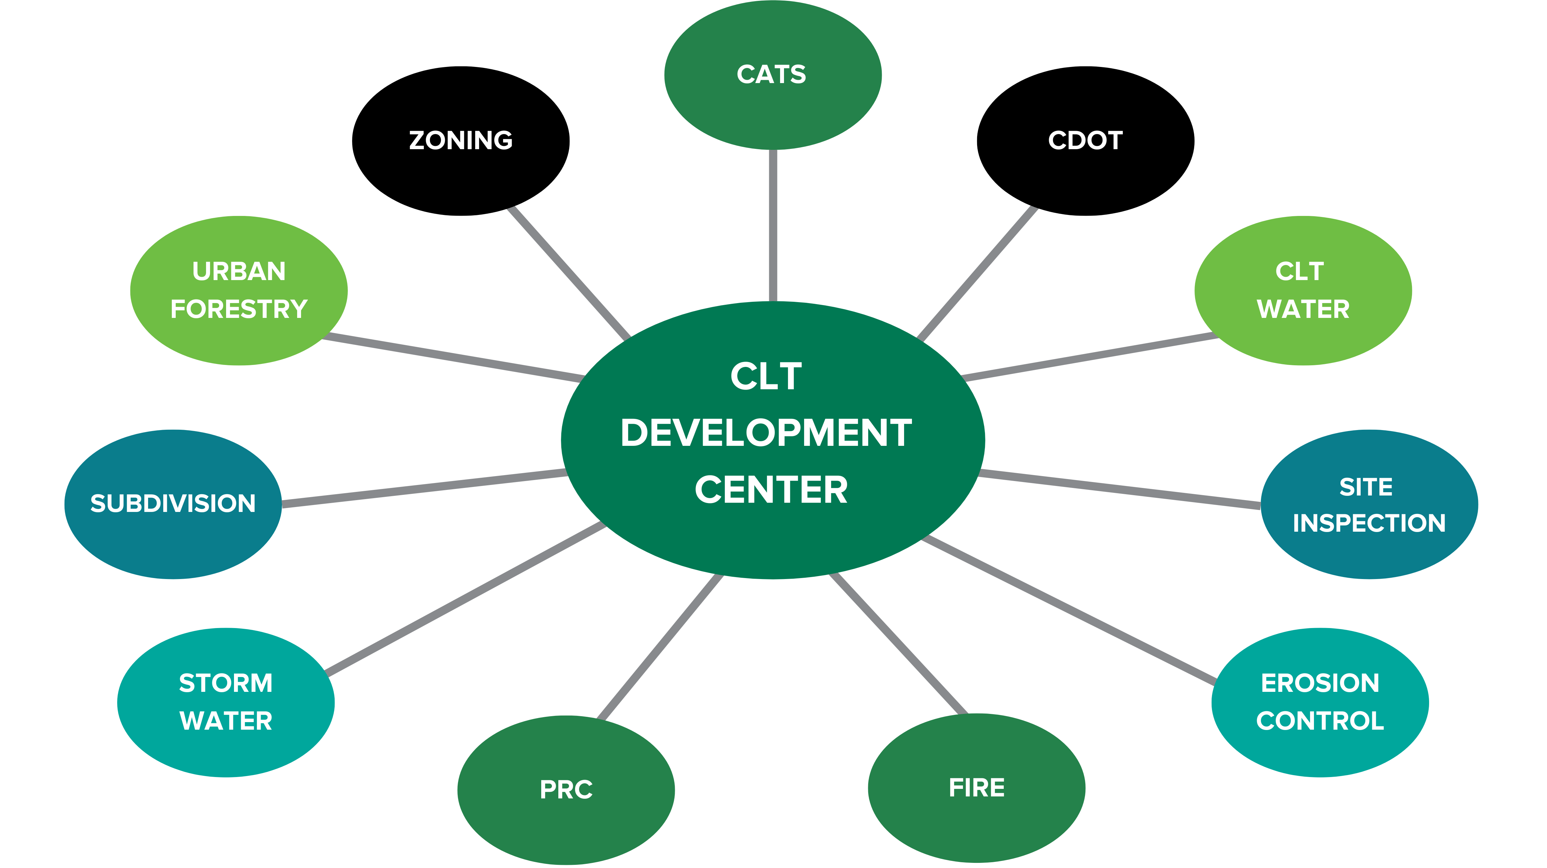 CATS
ZONING
CDOT
URBAN
FORESTRY
CLT
WATER
CLT
DEVELOPMENT
CENTER
SUBDIVISION
SITE
INSPECTION
STORM
WATER
EROSION
CONTROL
PRC
FIRE